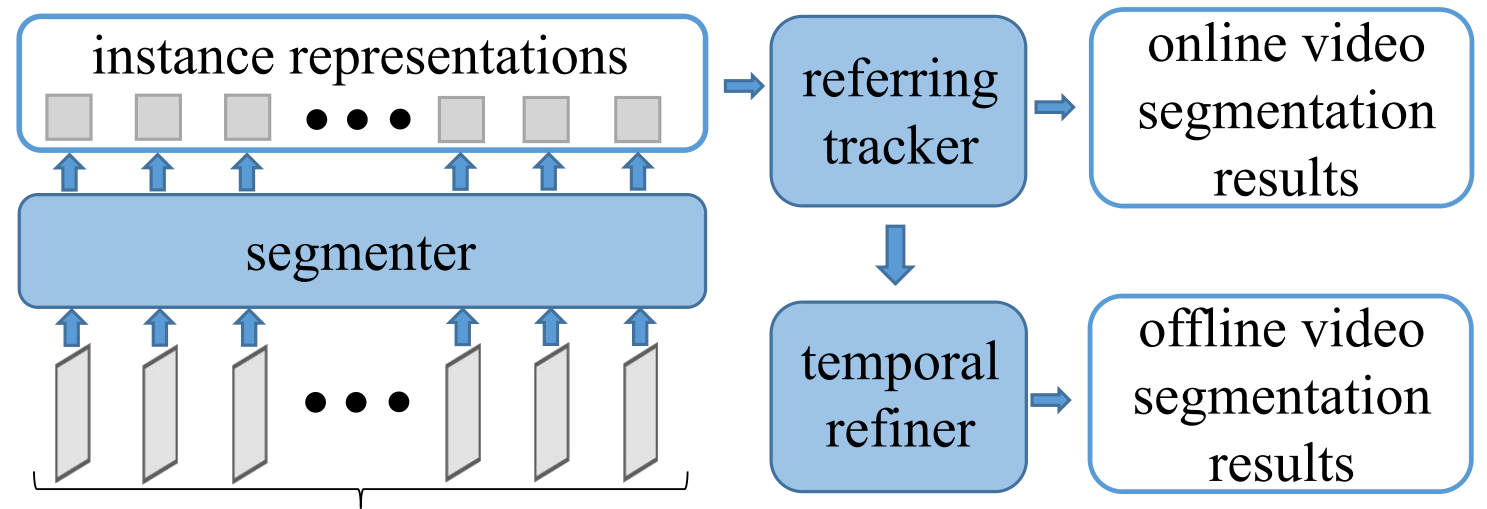 instance representations
segmenter
referring
tracker
online video
segmentation
results
temporal
refiner
offline video
segmentation
results